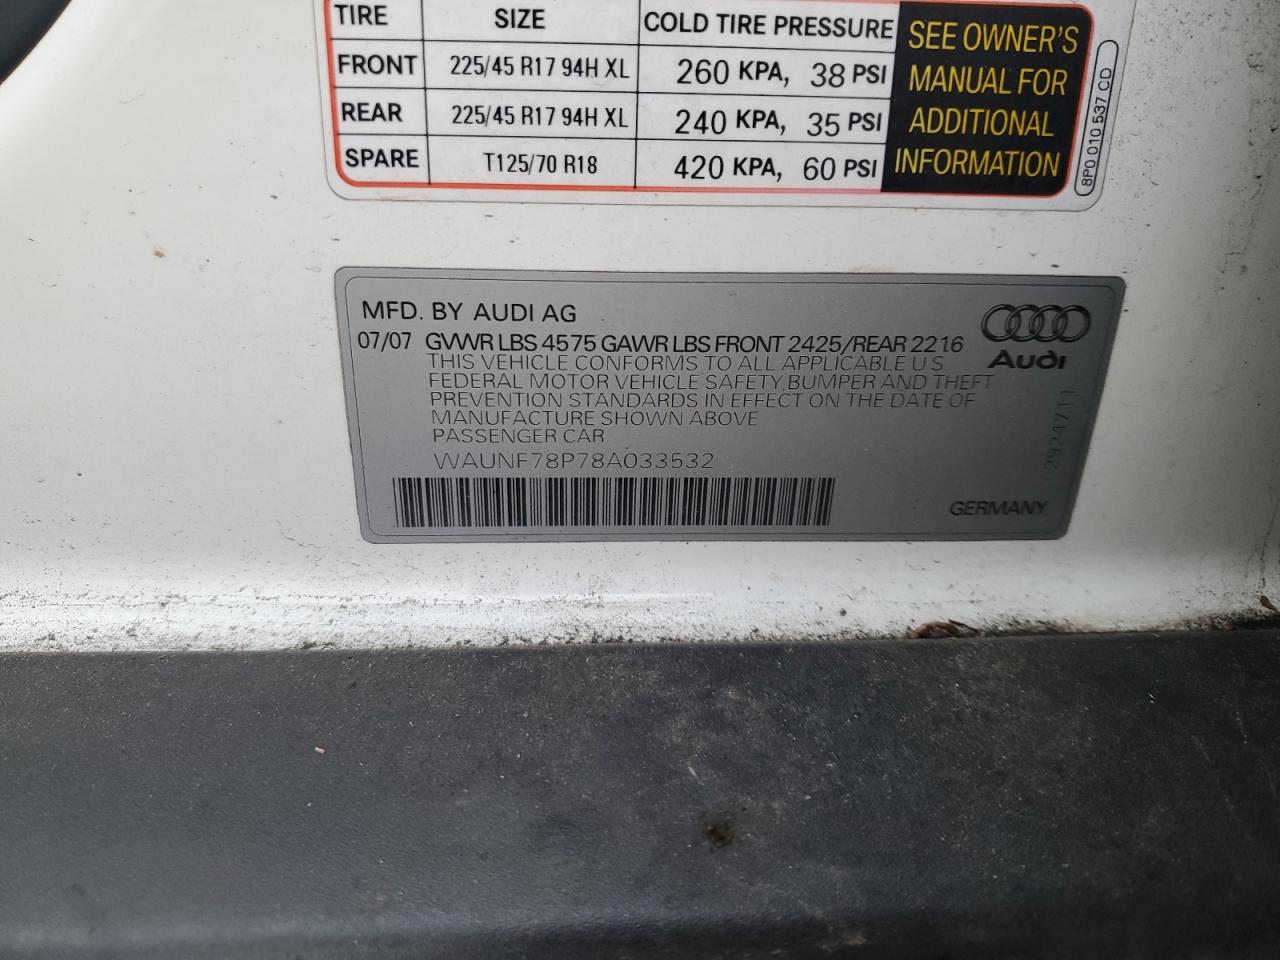 TIRE SIZE COLD TIRE PRESSURE
FRONT 225/45 R17 94H XL 260 KPA, 38 PSI
REAR 225/45 R17 94H XL 240 KPA, 35 PSI
SPARE T125/70 R18 420 KPA, 60 PSI
SEE OWNER'S
MANUAL FOR
ADDITIONAL
INFORMATION
8P0 010 537 CD
MFD. BY AUDI AG
07/07 GVWR LBS 4575 GAWR LBS FRONT 2425/REAR 2216
THIS VEHICLE CONFORMS TO ALL APPLICABLE U S
FEDERAL MOTOR VEHICLE SAFETY,BUMPER AND THEFT
PREVENTION STANDARDS IN EFFECT ON THE DATE OF
MANUFACTURE SHOWN ABOVE
PASSENGER CAR
WAUNF78P78A033532
Audi
2924711
GERMANY